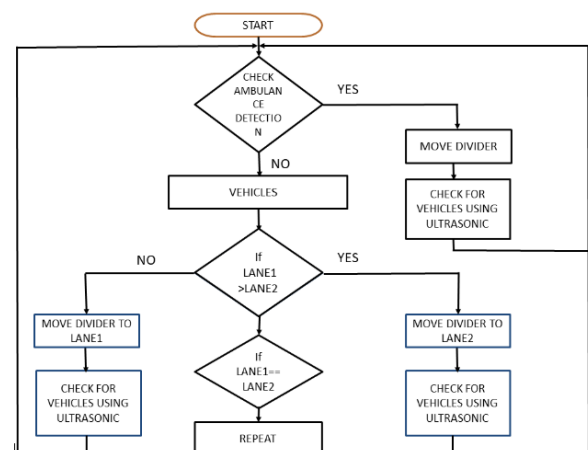 START
CHECK
AMBULAN
CE
DETECTIO
N
YES
MOVE DIVIDER
NO
VEHICLES
CHECK FOR
VEHICLES USING
ULTRASONIC
If
LANE1
>LANE2
NO
YES
MOVE DIVIDER TO
LANE1
MOVE DIVIDER TO
LANE2
If
LANE1==
LANE2
CHECK FOR
VEHICLES USING
ULTRASONIC
CHECK FOR
VEHICLES USING
ULTRASONIC
REPEAT